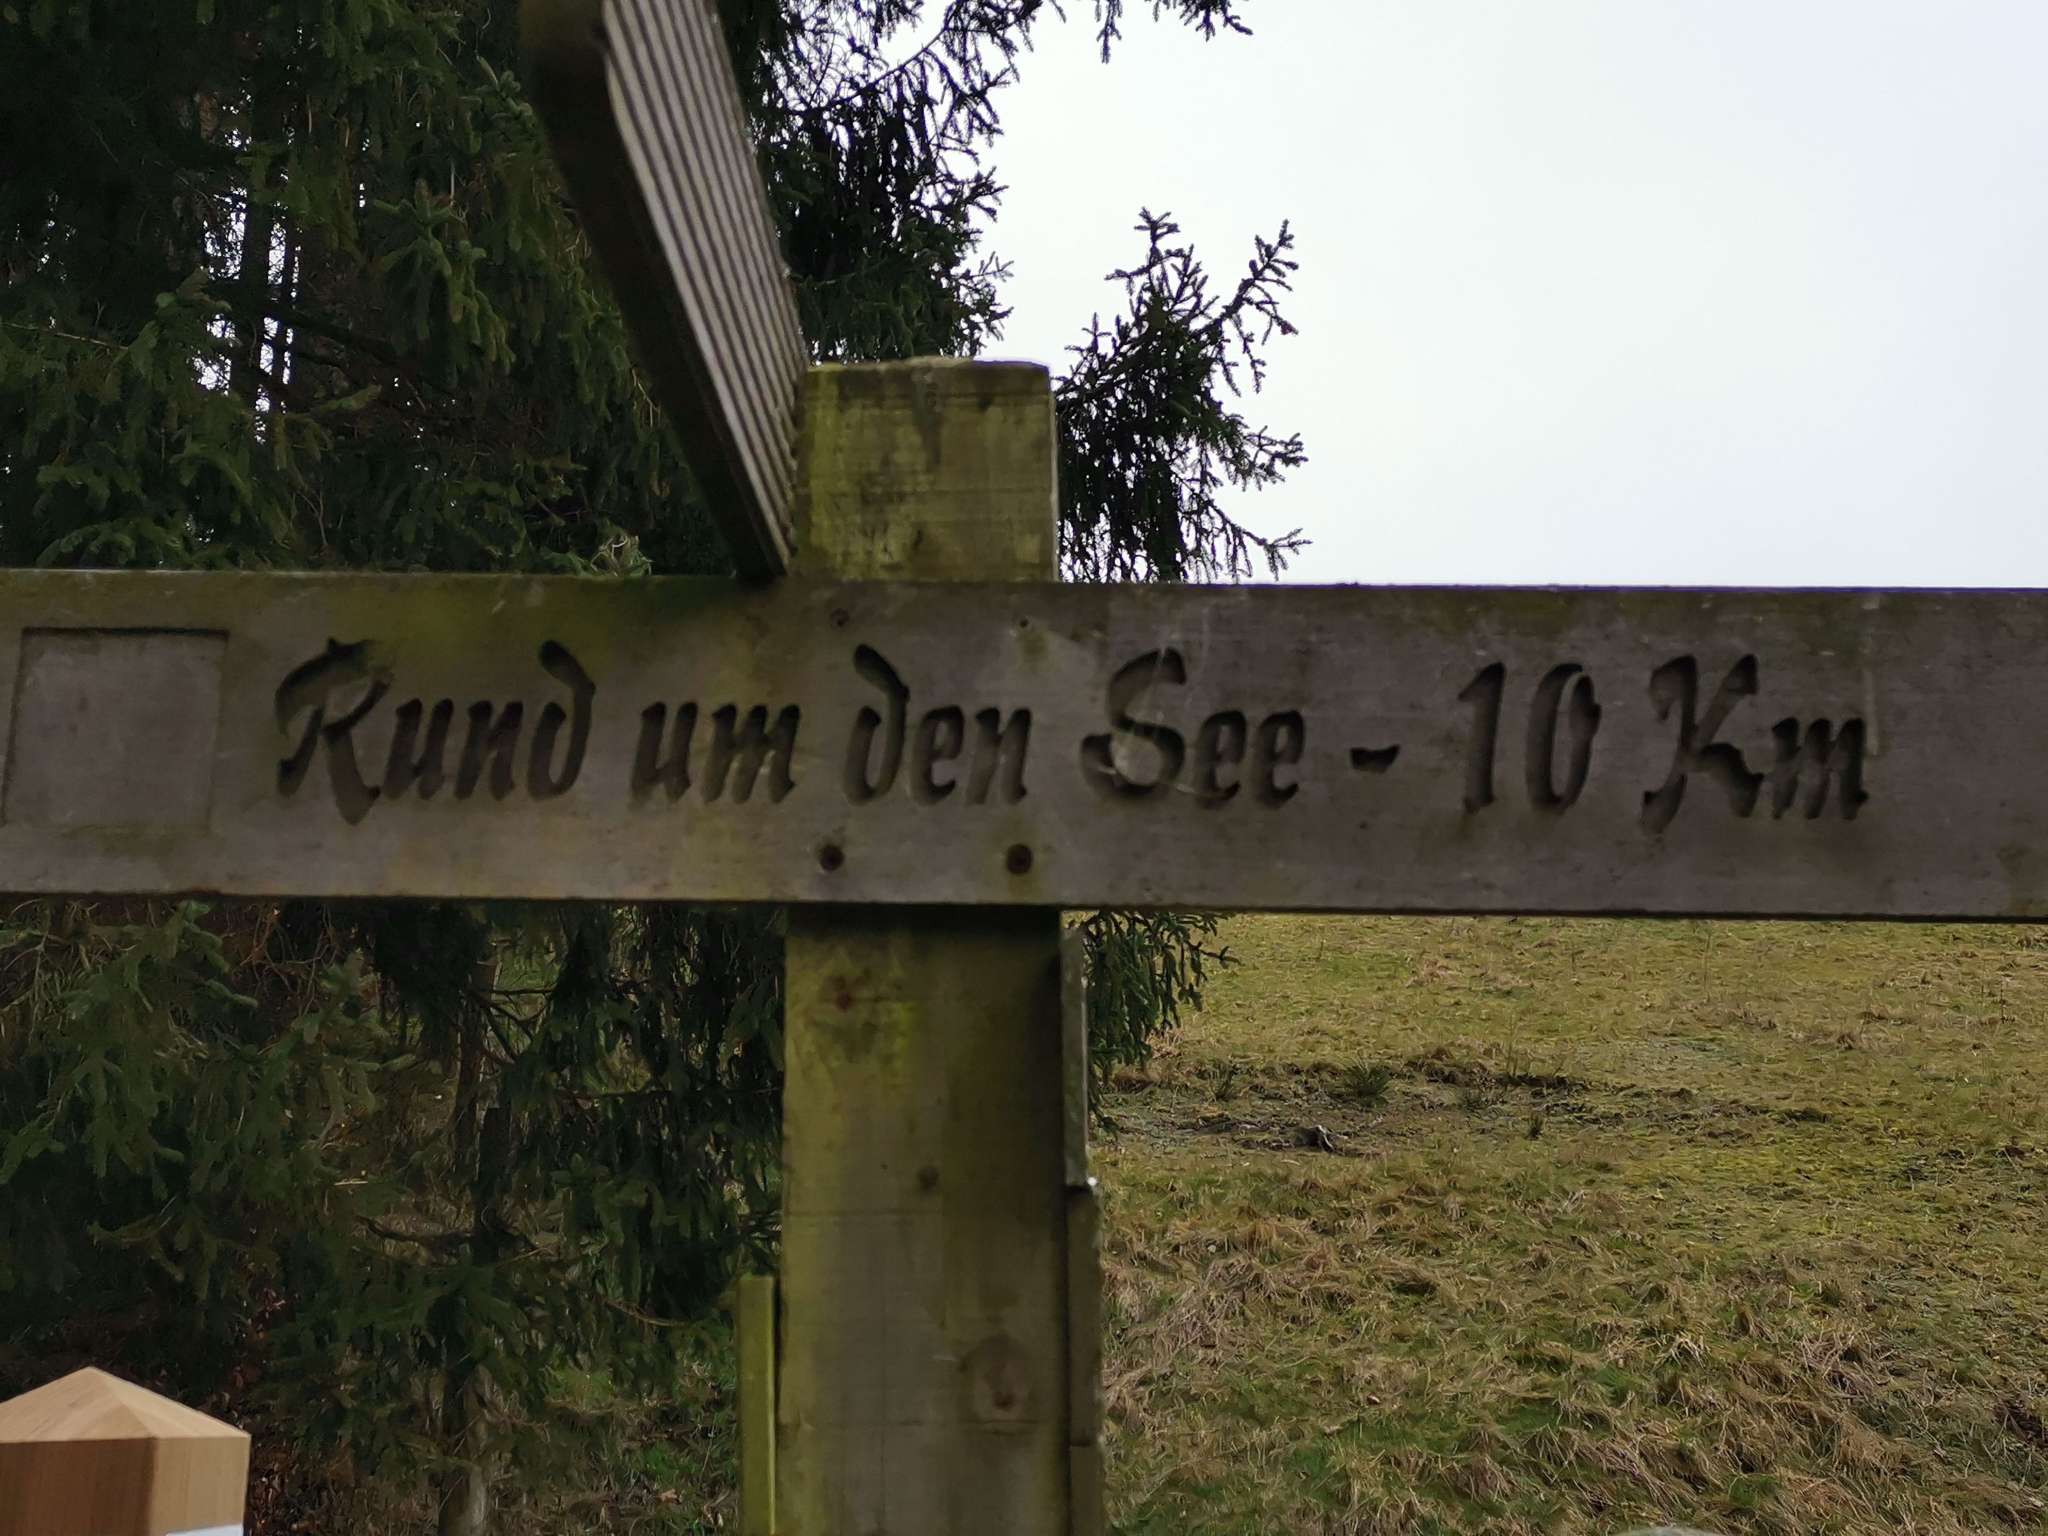 Rund um den See - 10 Km